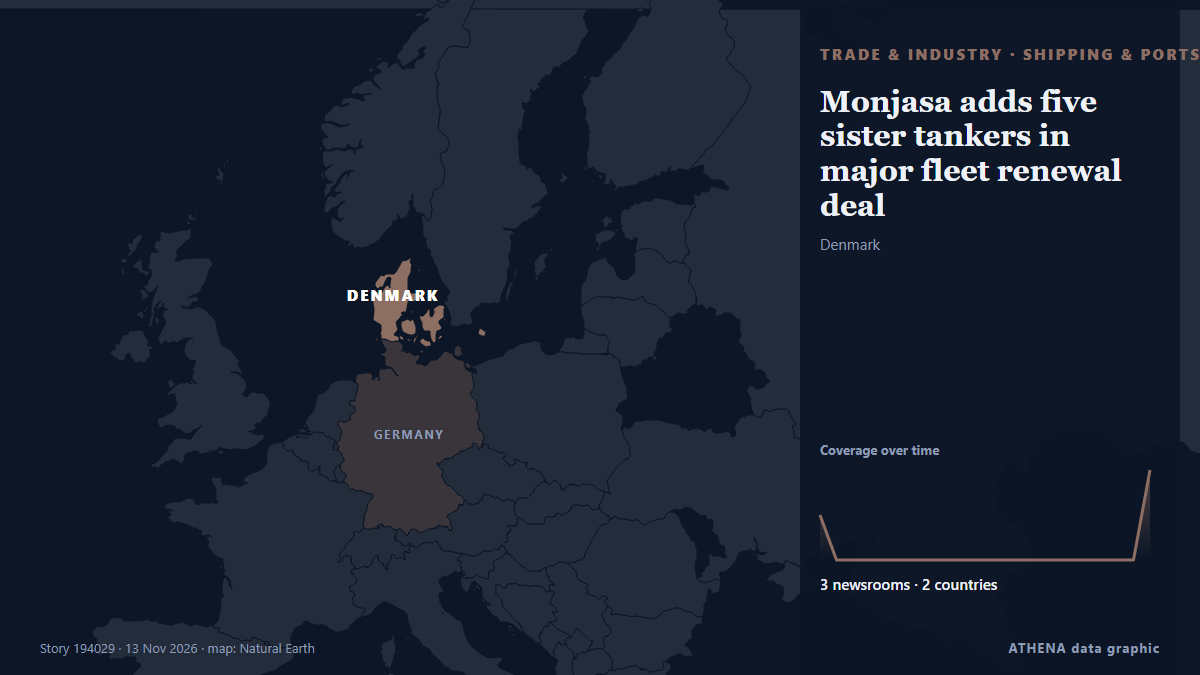 TRADE & INDUSTRY · SHIPPING & PORTS
Monjasa adds five
sister tankers in
major fleet renewal
deal
Denmark
DENMARK
GERMANY
Coverage over time
3 newsrooms · 2 countries
Story 194029 · 13 Nov 2026 · map: Natural Earth
ATHENA data graphic